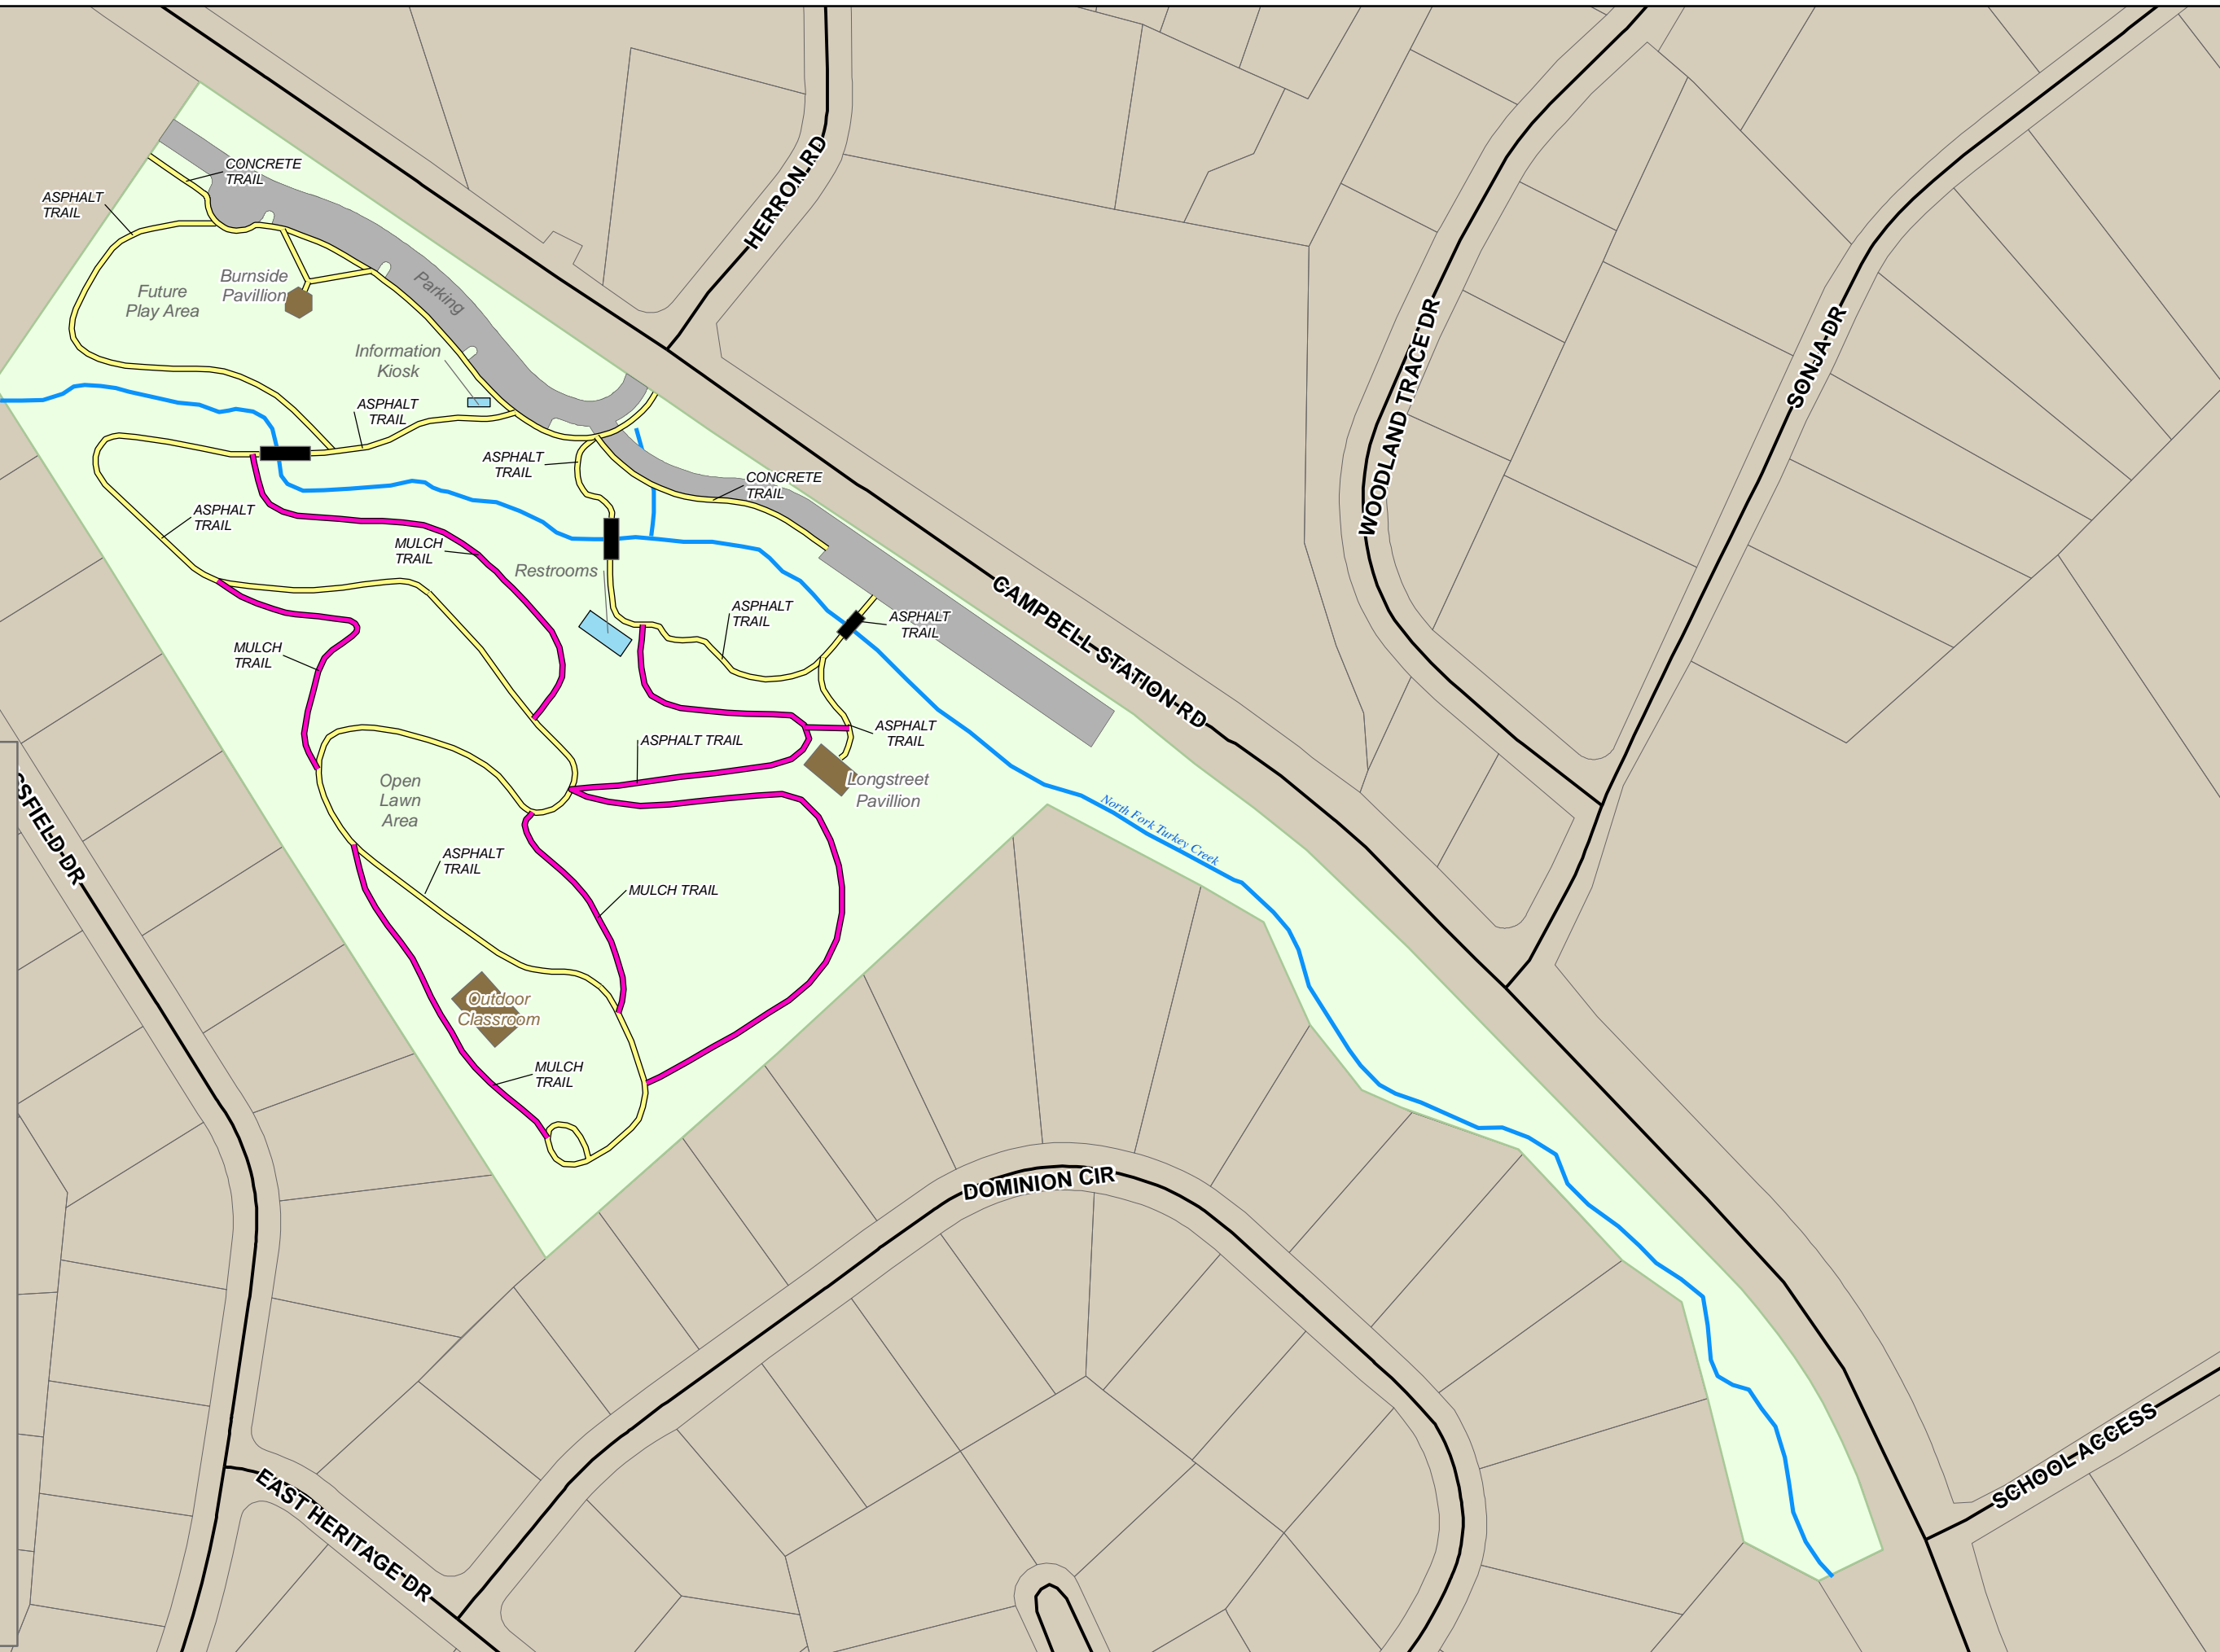 HERRON RD
CONCRETE
TRAIL
ASPHALT
TRAIL
Burnside
Pavillion
Future
Play Area
Parking
Information
Kiosk
ASPHALT
TRAIL
WOODLAND TRACE DR
SONJA DR
ASPHALT
TRAIL
CONCRETE
TRAIL
ASPHALT
TRAIL
MULCH
TRAIL
Restrooms
CAMPBELL STATION RD
ASPHALT
TRAIL
ASPHALT
TRAIL
MULCH
TRAIL
ASPHALT
TRAIL
ASPHALT TRAIL
Open
Lawn
Area
Longstreet
Pavillion
North Fork Turkey Creek
SFIELD DR
ASPHALT
TRAIL
MULCH TRAIL
Outdoor
Classroom
MULCH
TRAIL
DOMINION CIR
EAST HERITAGE DR
SCHOOL ACCESS